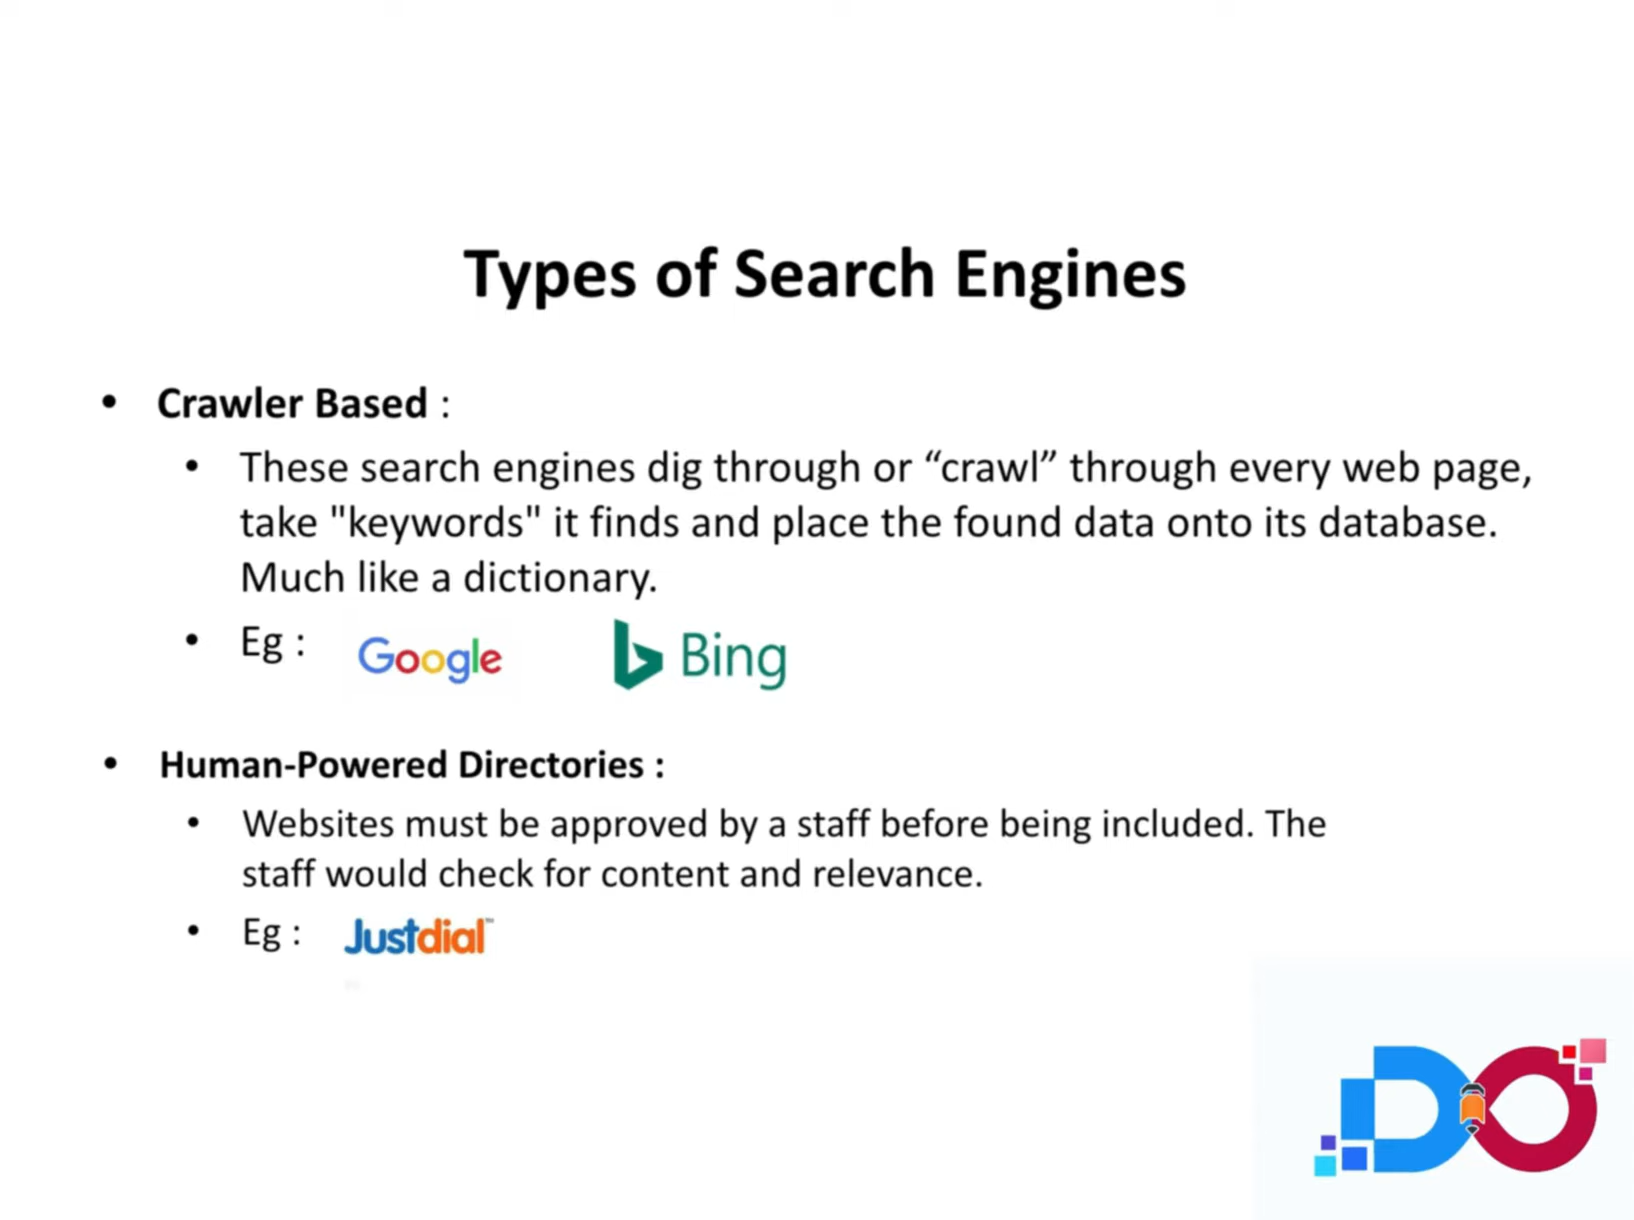 Types of Search Engines
• Crawler Based :
• These search engines dig through or “crawl” through every web page,
take "keywords" it finds and place the found data onto its database.
Much like a dictionary.
• Eg : Google Bing
• Human-Powered Directories :
• Websites must be approved by a staff before being included. The
staff would check for content and relevance.
• Eg : Justdial
DO